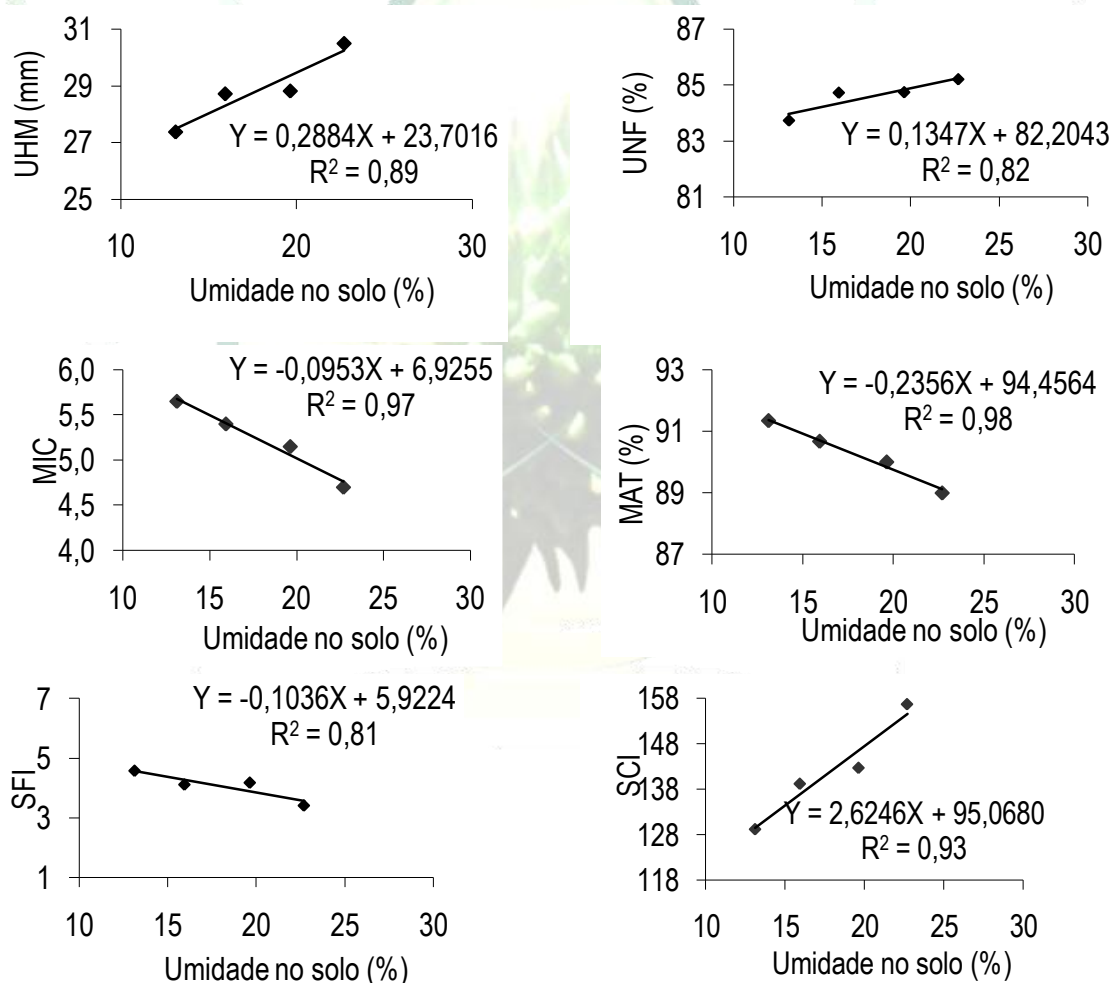 31
29
27
25
UHM (mm)
Y = 0,2884X + 23,7016
R² = 0,89
10 20 30
Umidade no solo (%)
87
85
83
81
UNF (%)
Y = 0,1347X + 82,2043
R² = 0,82
10 15 20 25 30
Umidade no solo (%)
6,0
5,5
5,0
4,5
4,0
MIC
Y = -0,0953X + 6,9255
R² = 0,97
10 15 20 25 30
Umidade no solo (%)
93
91
89
87
MAT (%)
Y = -0,2356X + 94,4564
R² = 0,98
10 15 20 25 30
Umidade no solo (%)
7
5
3
1
SFI
Y = -0,1036X + 5,9224
R² = 0,81
10 15 20 25 30
Umidade no solo (%)
158
148
138
128
118
SCI
Y = 2,6246X + 95,0680
R² = 0,93
10 15 20 25 30
Umidade no solo (%)